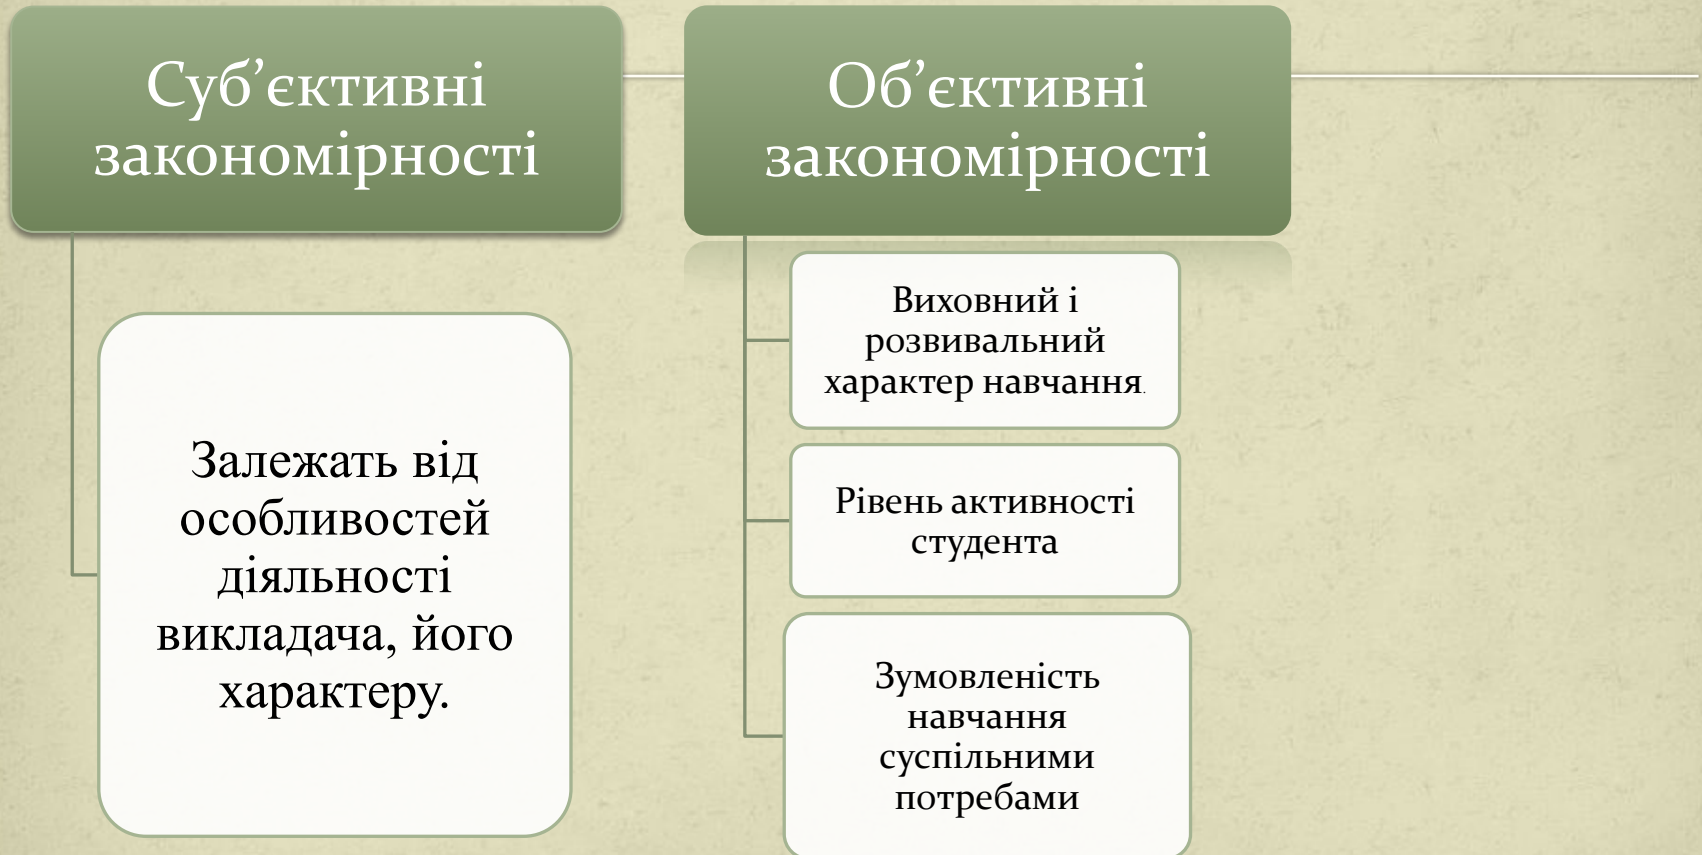 Суб’єктивні
закономірності
Залежать від
особливостей
діяльності
викладача, його
характеру.
Об’єктивні
закономірності
Виховний і
розвивальний
характер навчання.
Рівень активності
студента
Зумовленість
навчання
суспільними
потребами